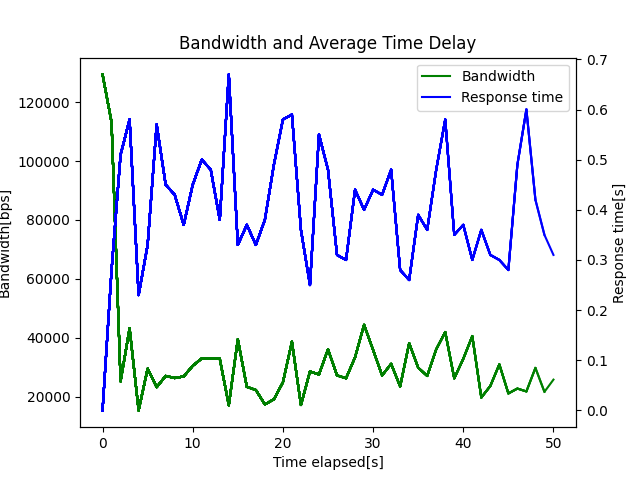 Bandwidth and Average Time Delay
Bandwidth
Response time
120000
100000
80000
60000
40000
20000
Bandwidth[bps]
0.7
0.6
0.5
0.4
0.3
0.2
0.1
0.0
Response time[s]
0 10 20 30 40 50
Time elapsed[s]